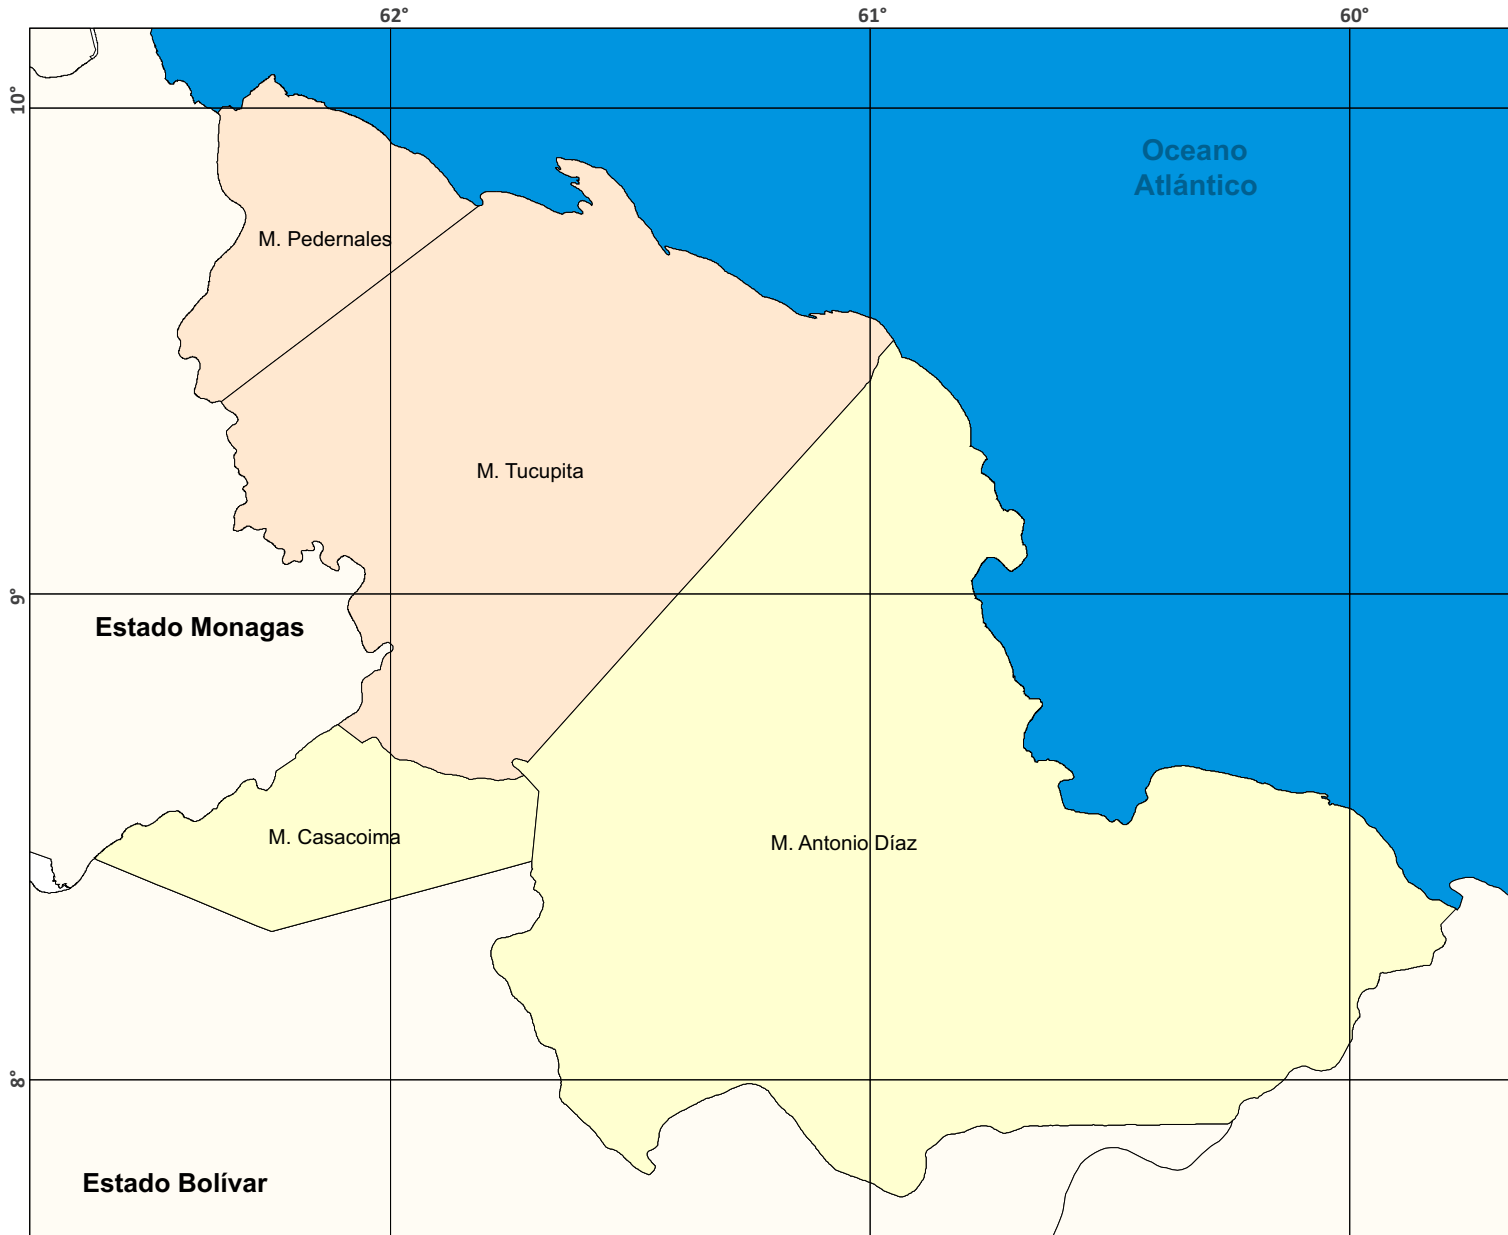 62°
61°
60°
10°
Oceano
Atlántico
M. Pedernales
M. Tucupita
9°
Estado Monagas
M. Casacoima
M. Antonio Díaz
8°
Estado Bolívar